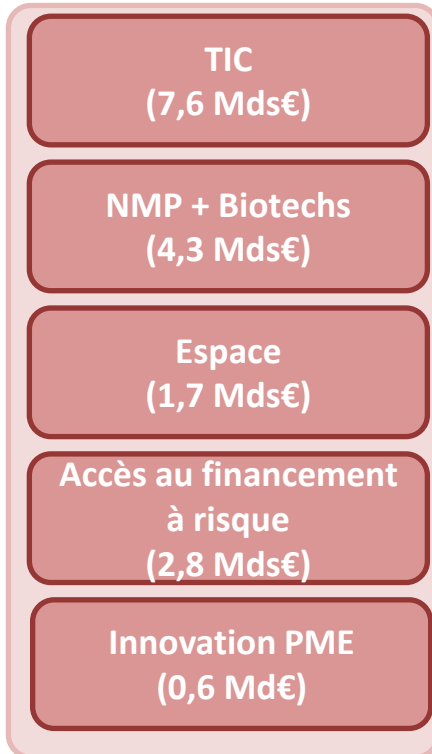 TIC
(7,6 Mds€)
NMP + Biotechs
(4,3 Mds€)
Espace
(1,7 Mds€)
Accès au financement
à risque
(2,8 Mds€)
Innovation PME
(0,6 Md€)